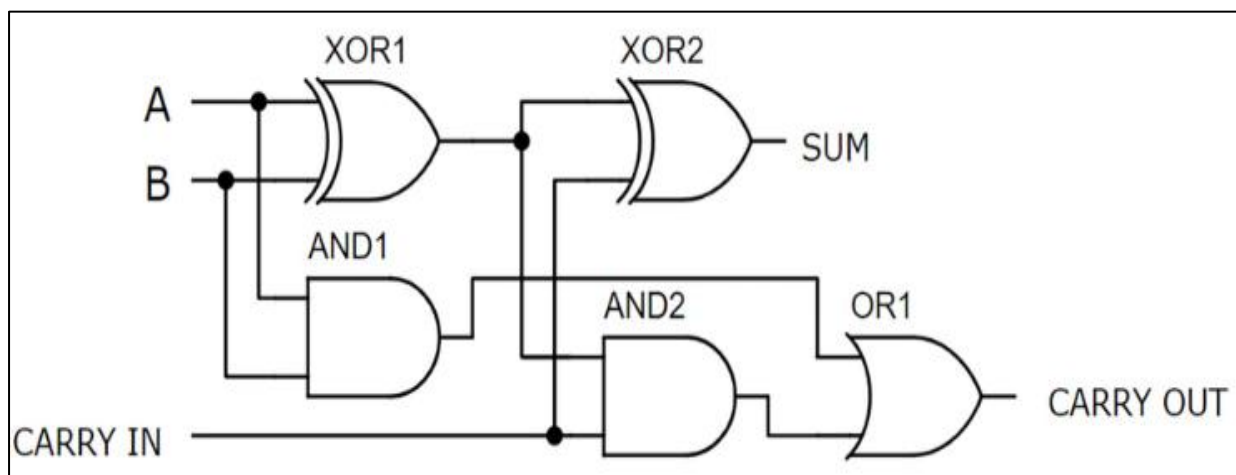 XOR1
XOR2
A
B
SUM
AND1
AND2
OR1
CARRY IN
CARRY OUT